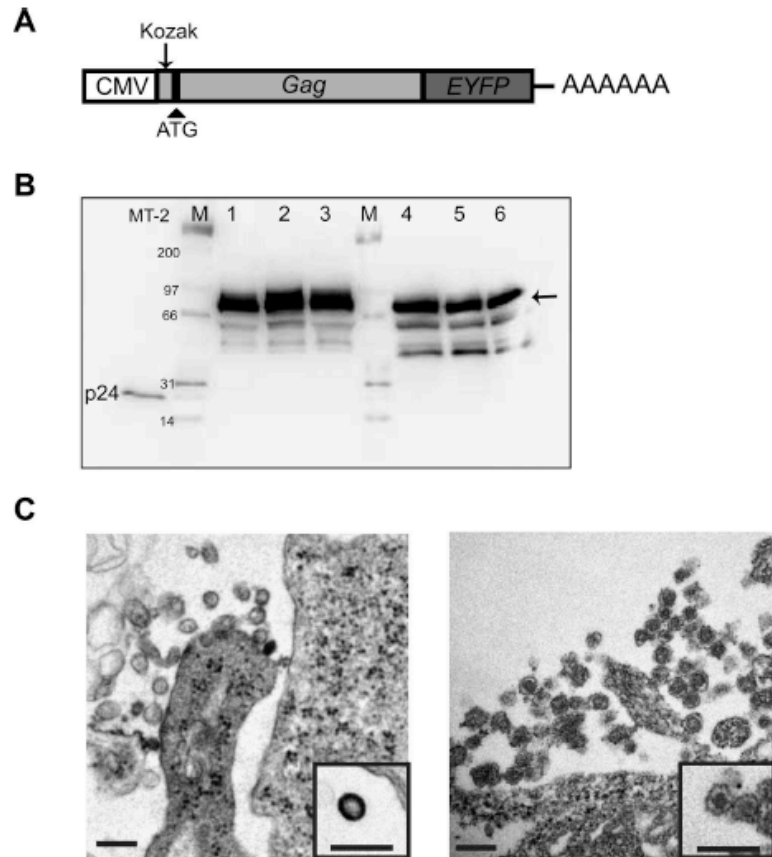 A
Kozak
CMV Gag EYFP AAAAAA
ATG
B
MT-2 M 1 2 3 M 4 5 6
200
97
66
31
p24
14
C